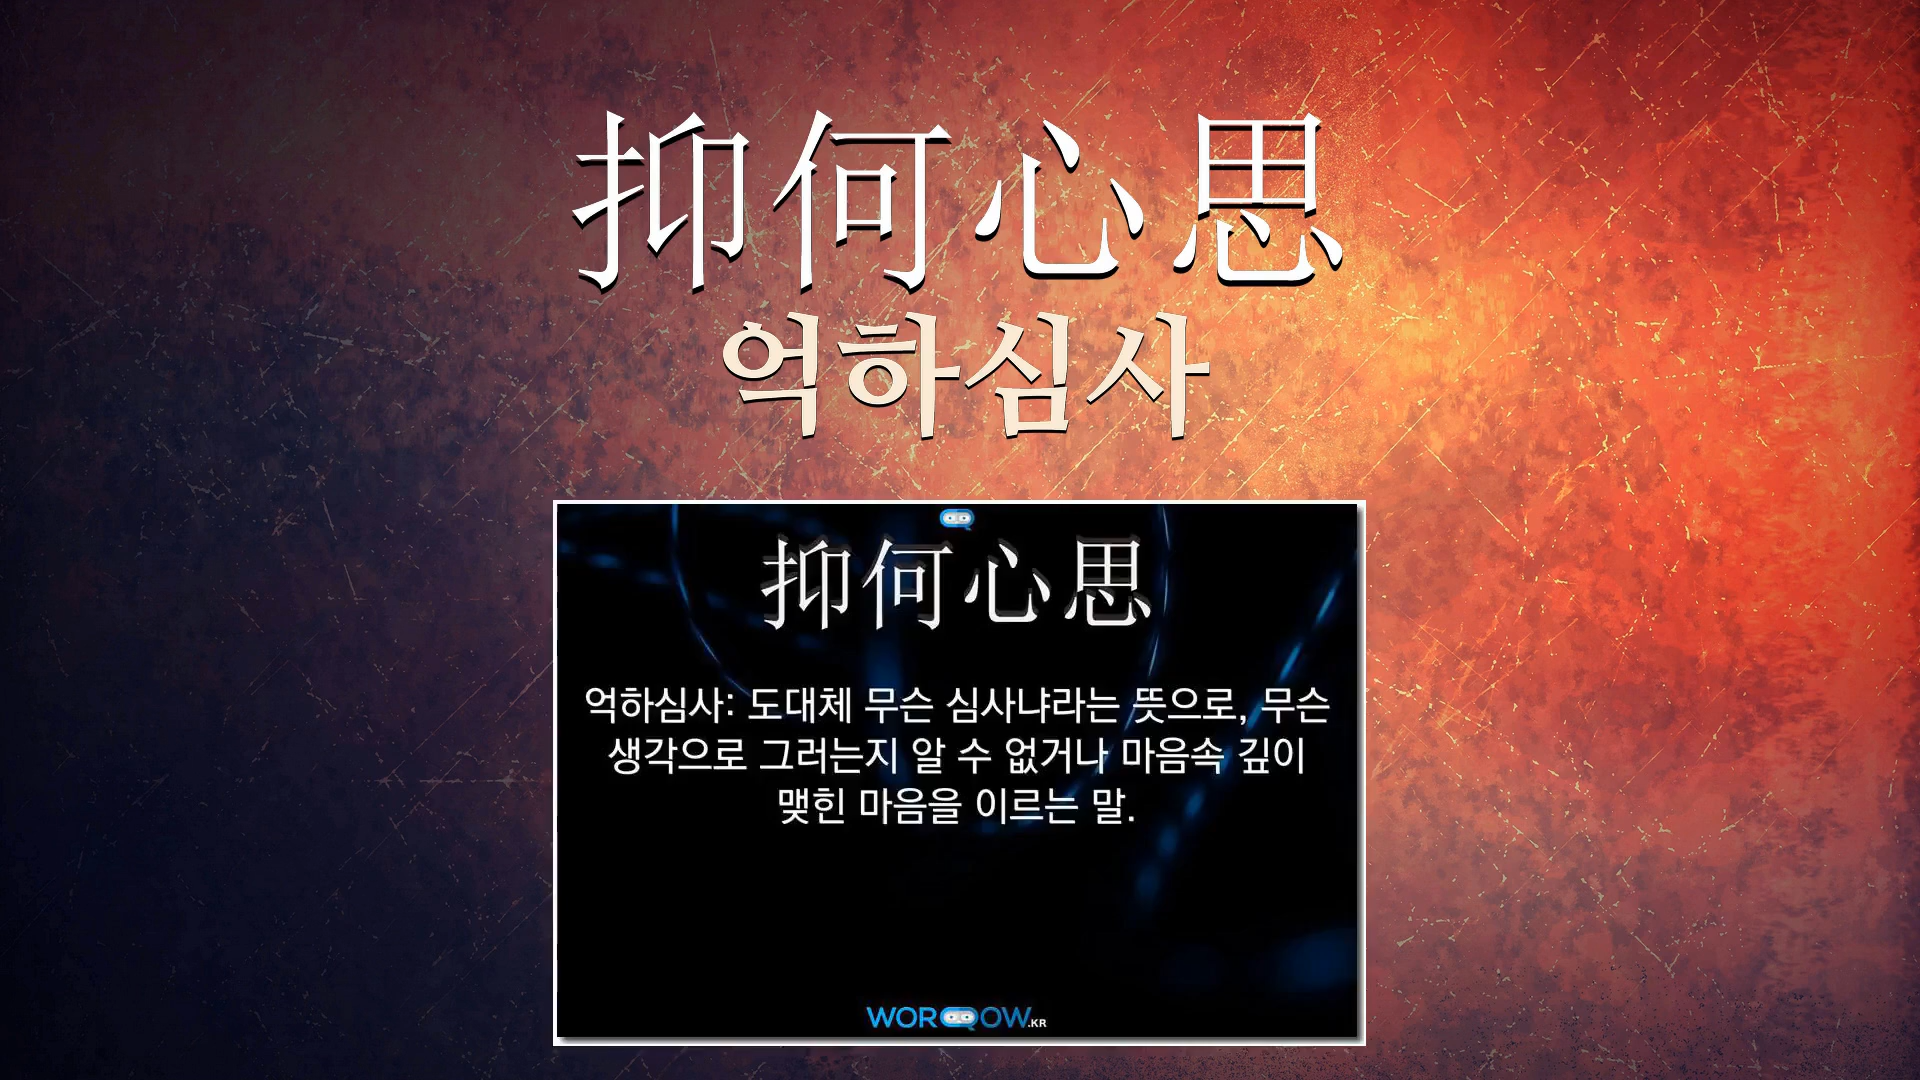 抑何心思
억하심사
抑何心思
억하심사: 도대체 무슨 심사냐라는 뜻으로, 무슨
생각으로 그러는지 알 수 없거나 마음속 깊이
맺힌 마음을 이르는 말.
WORQOW.KR